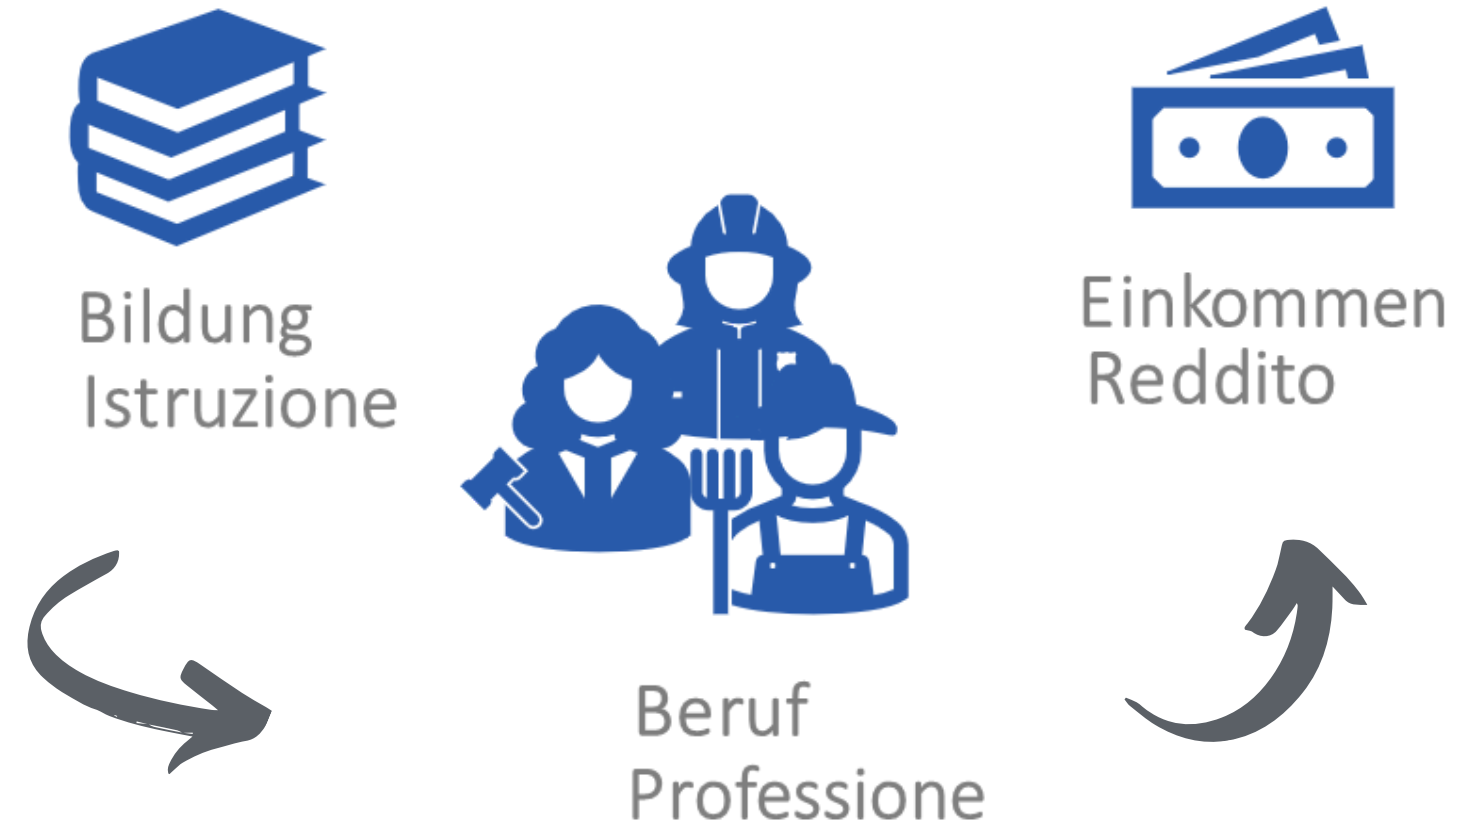 Bildung
Istruzione
Beruf
Professione
Einkommen
Reddito